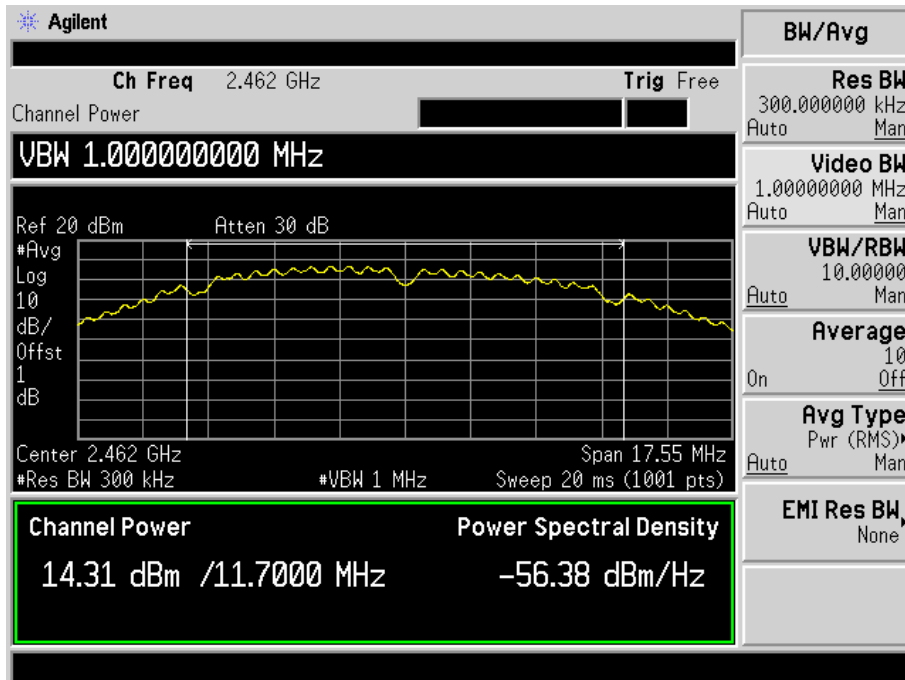 Agilent
BW/Avg
Ch Freq 2.462 GHz Trig Free
Channel Power
VBW 1.000000000 MHz
Ref 20 dBm Atten 30 dB
#Avg
Log
10
dB/
Offst
1
dB
Center 2.462 GHz Span 17.55 MHz
#Res BW 300 kHz #VBW 1 MHz Sweep 20 ms (1001 pts)
Channel Power Power Spectral Density
14.31 dBm /11.7000 MHz -56.38 dBm/Hz
Res BW
300.000000 kHz
Auto Man
Video BW
1.00000000 MHz
Auto Man
VBW/RBW
10.00000
Auto Man
Average
10
On Off
Avg Type
Pwr (RMS)
Auto Man
EMI Res BW
None